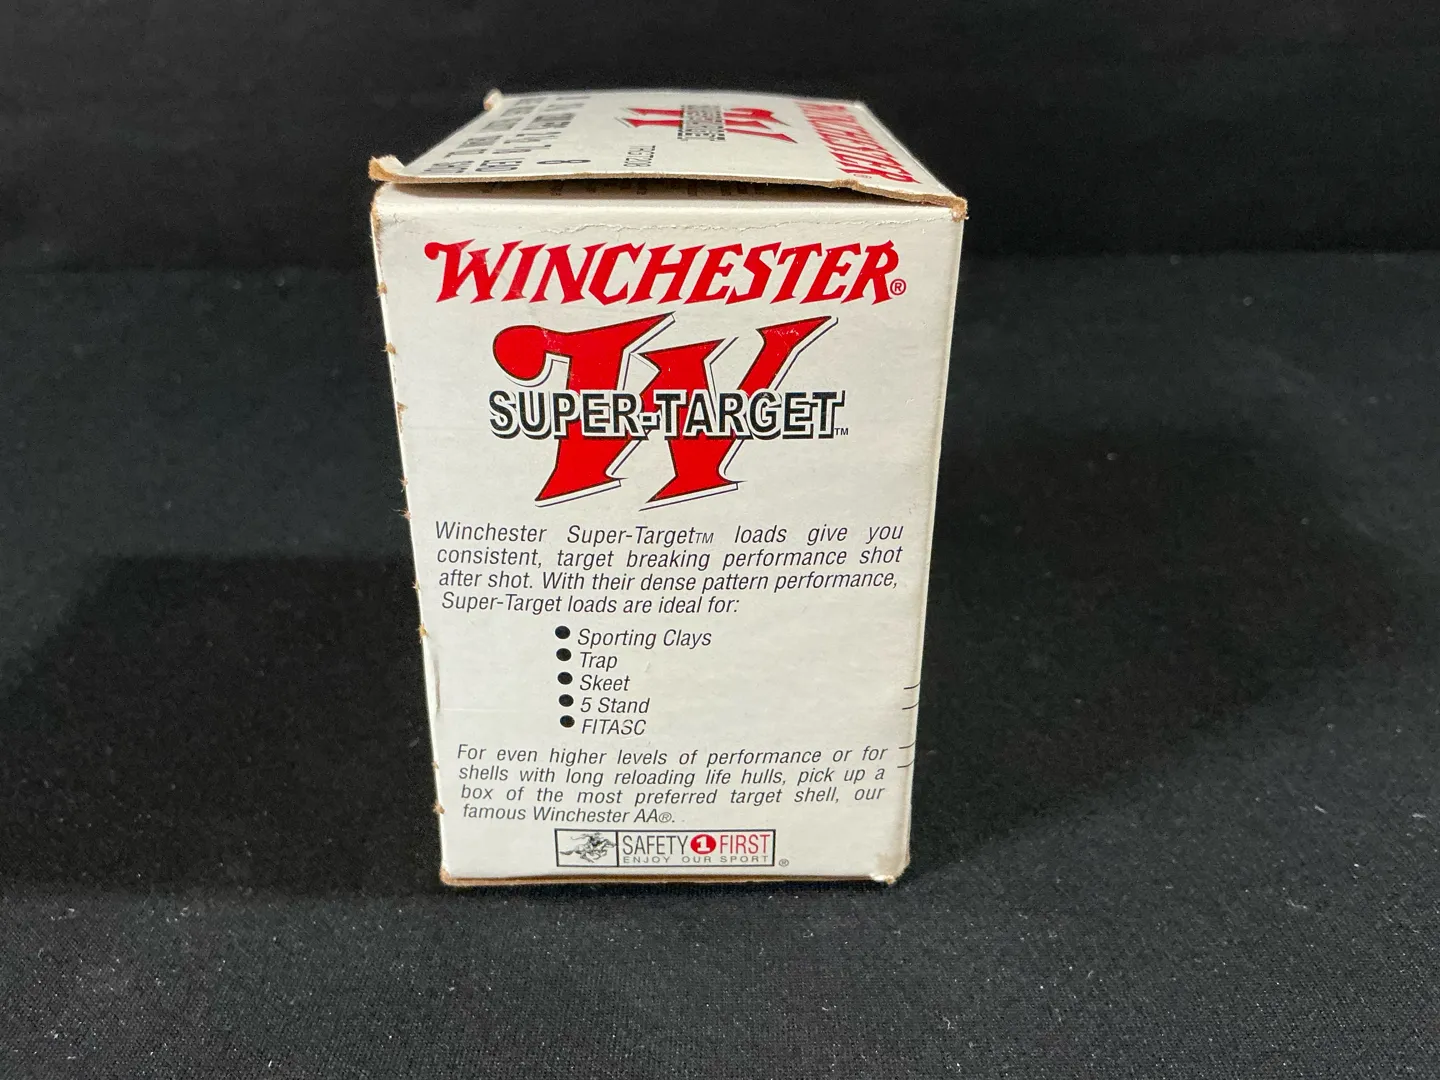 TRGT208
8
WINCHESTER®
SUPER-TARGET™
Winchester Super-Target™ loads give you
consistent, target breaking performance shot
after shot. With their dense pattern performance,
Super-Target loads are ideal for:
● Sporting Clays
● Trap
● Skeet
● 5 Stand
● FITASC
For even higher levels of performance or for
shells with long reloading life hulls, pick up a
box of the most preferred target shell, our
famous Winchester AA®.
SAFETY 1 FIRST
ENJOY OUR SPORT ®